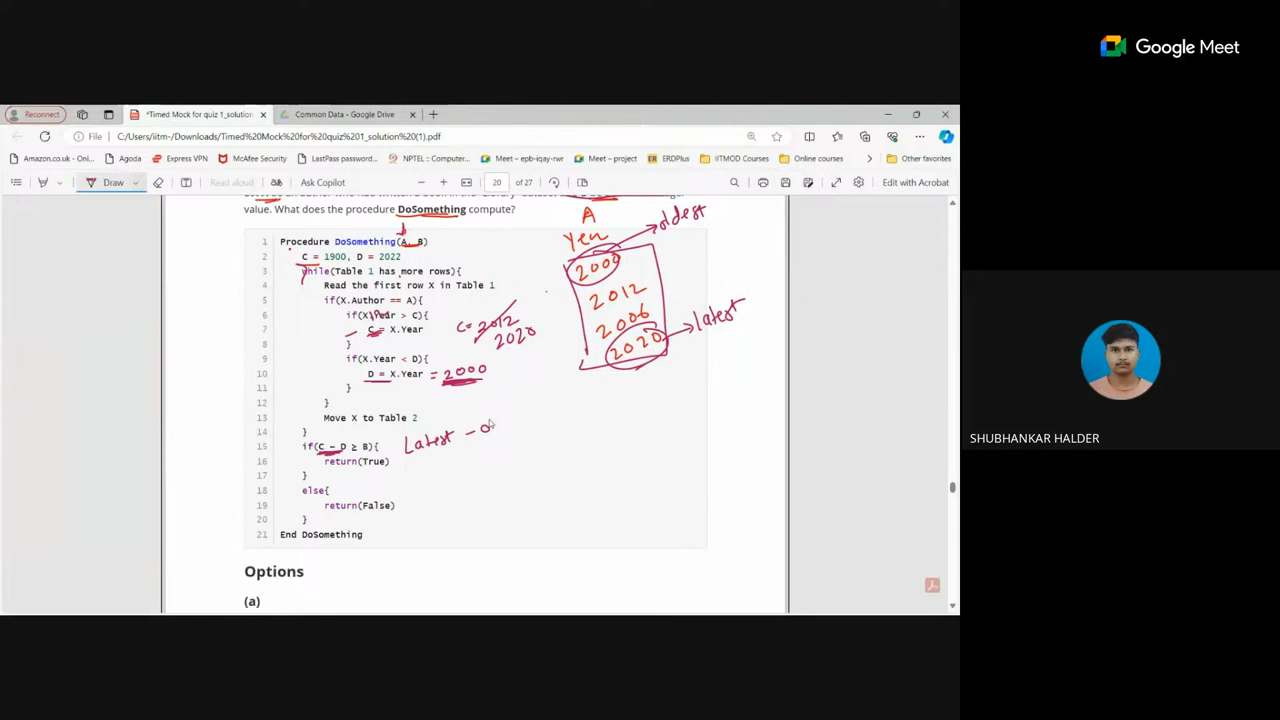 Google Meet
Reconnect
*Timed Mock for quiz 1_solution
Common Data - Google Drive
File
C:/Users/iitm-/Downloads/Timed%20Mock%20for%20quiz%201_solution%20(1).pdf
Amazon.co.uk - Onl...
Agoda
Express VPN
McAfee Security
LastPass password...
NPTEL :: Computer...
Meet – epb-iqay-rwr
Meet – project
ERDPlus
IITMOD Courses
Online courses
Other favorites
Draw
Read aloud
Ask Copilot
20
of 27
Edit with Acrobat
value. What does the procedure DoSomething compute?
A
Year
oldest
2000
2012
2006
2020
latest
1 Procedure DoSomething(A, B)
2 C = 1900, D = 2022
3 while(Table 1 has more rows){
4 Read the first row X in Table 1
5 if(X.Author == A){
6 if(X.Year > C){
7 C = X.Year
8 }
9 if(X.Year < D){
10 D = X.Year
11 }
12 }
13 Move X to Table 2
14 }
15 if(C - D ≥ B){
16 return(True)
17 }
18 else{
19 return(False)
20 }
21 End DoSomething
C = 2012
2020
= 2000
Latest - o
Options
(a)
SHUBHANKAR HALDER